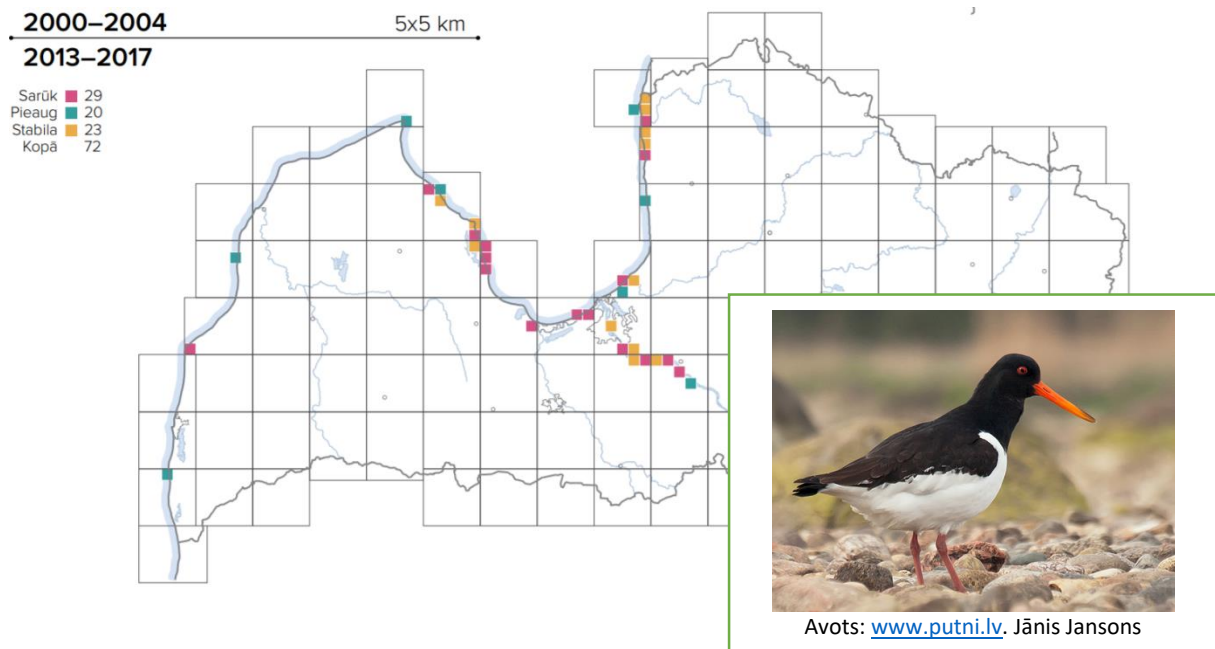 2000–2004
5x5 km
2013–2017
Sarūk 29
Pieaug 20
Stabila 23
Kopā 72
Avots: www.putni.lv. Jānis Jansons